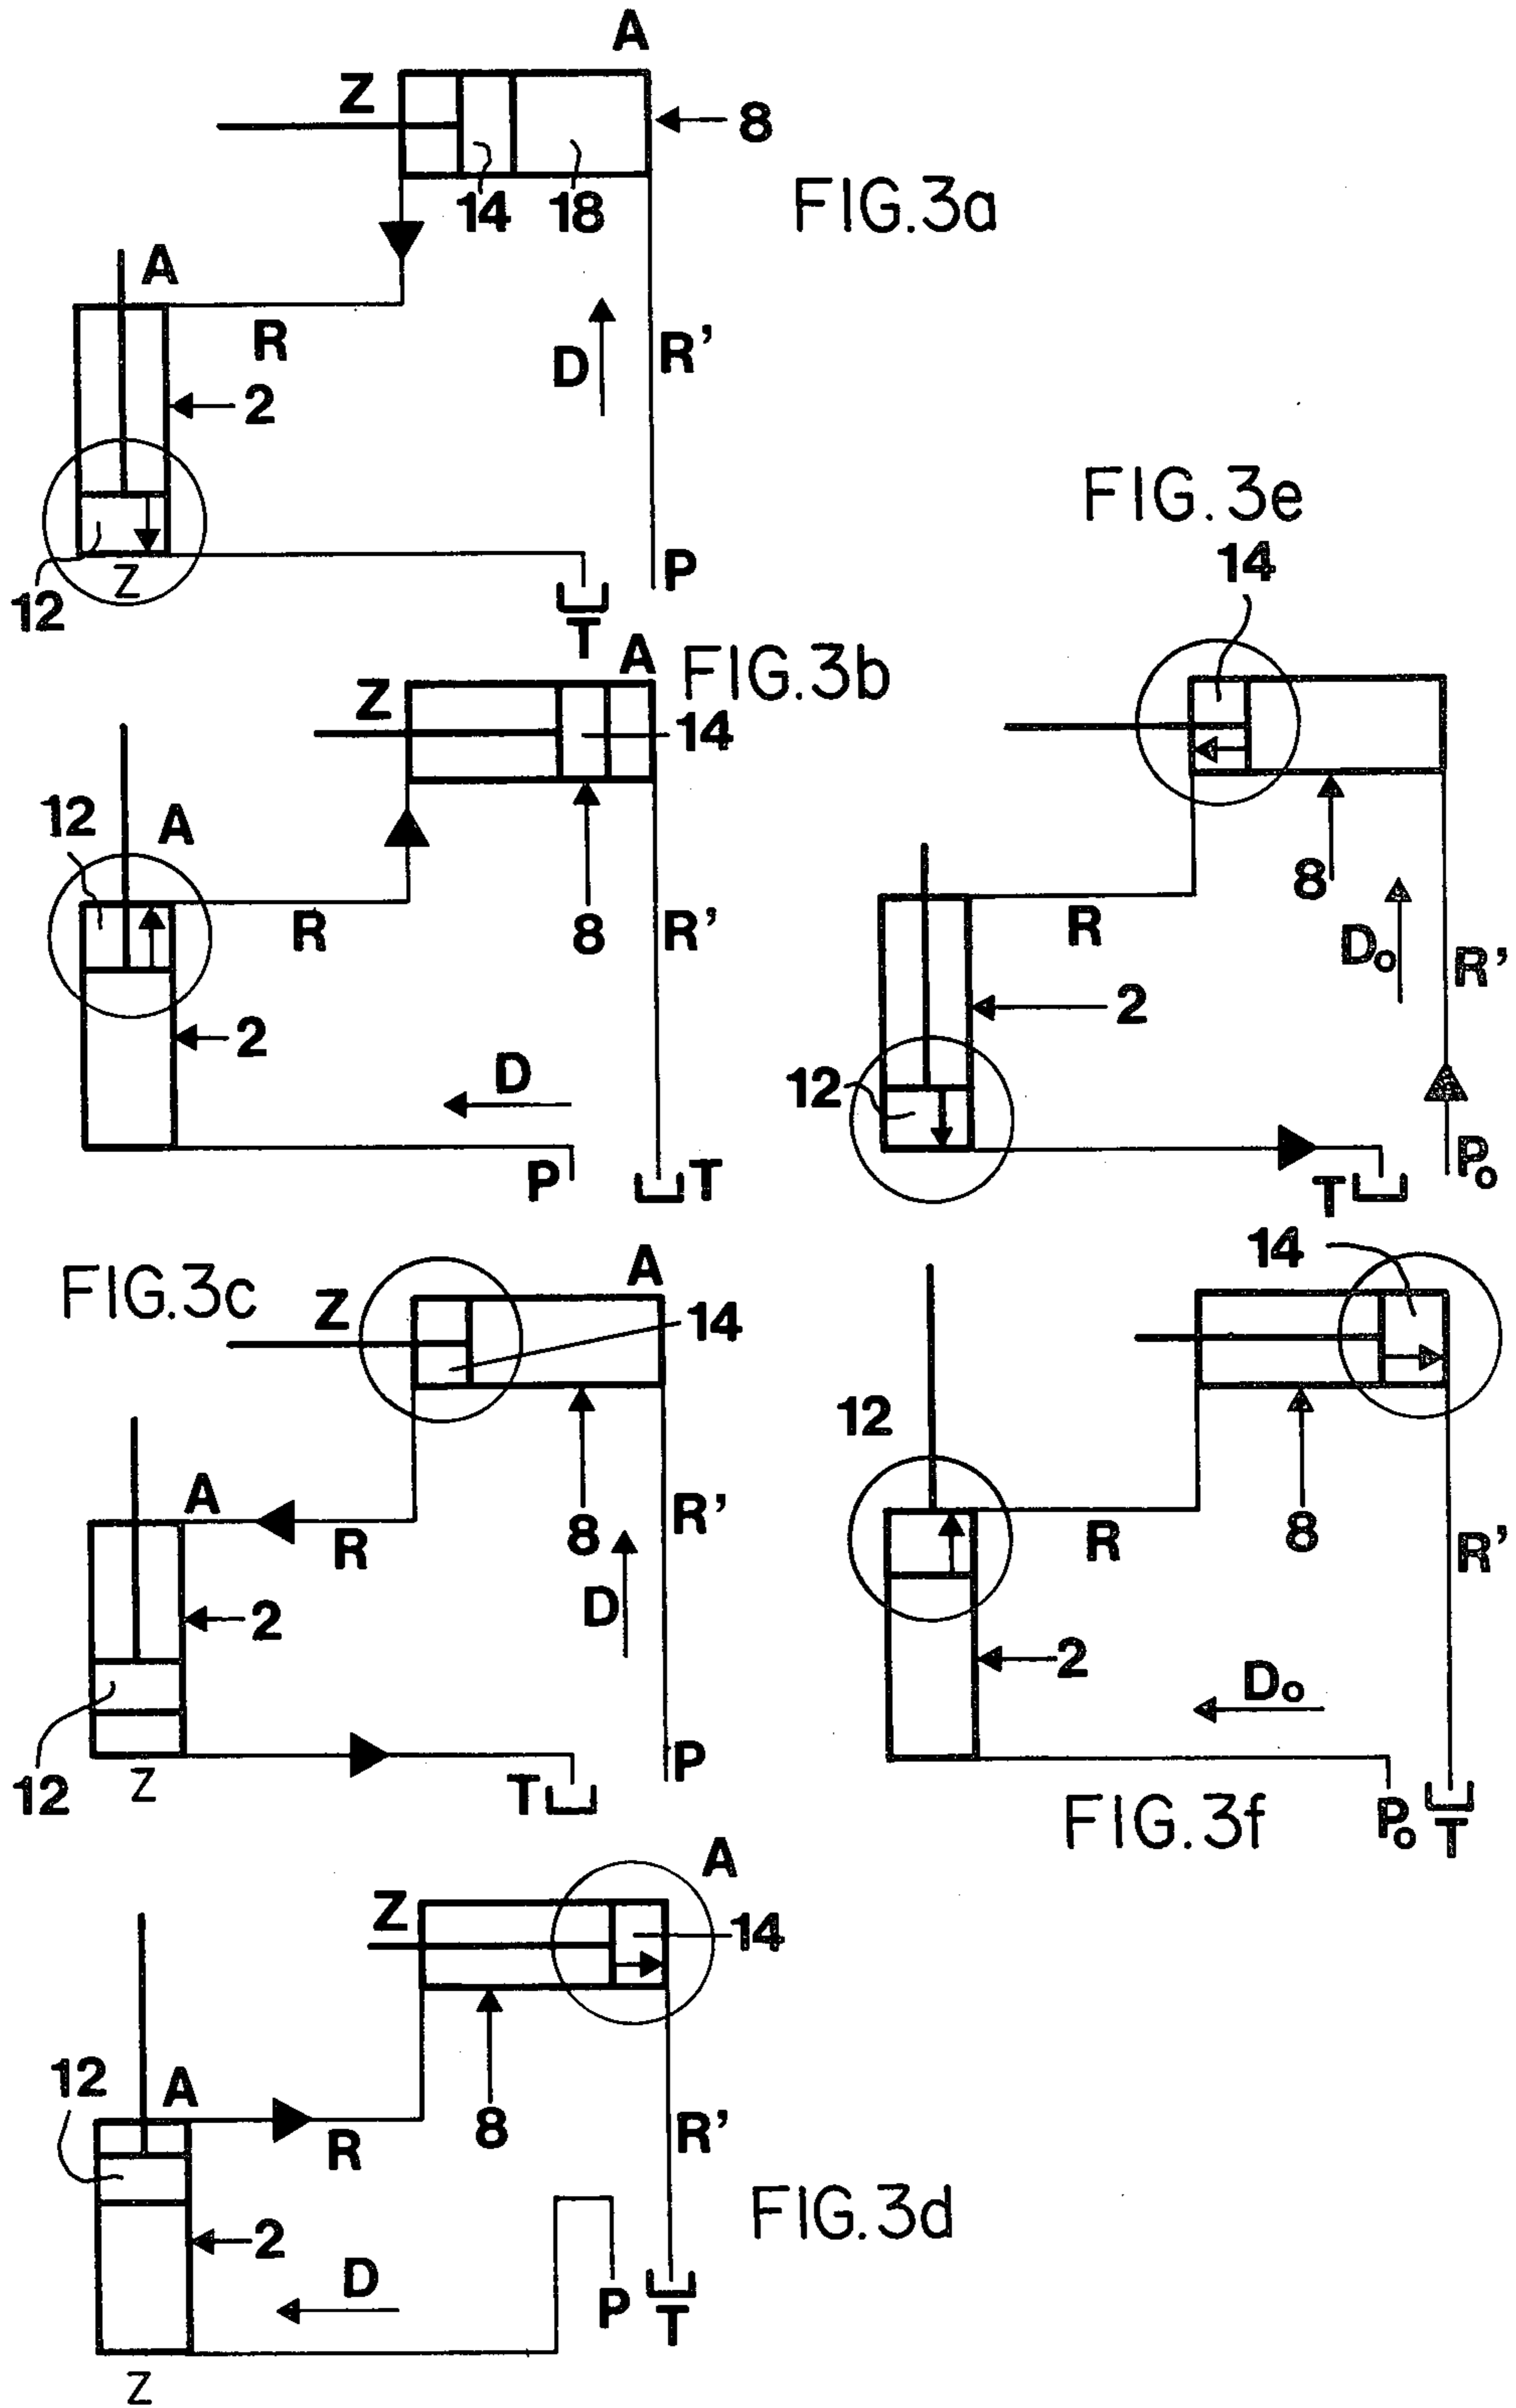 A
Z
8
14 18
FIG.3a
A
R
D R'
2
P
12 Z
T
A
FIG.3b
Z
14
12 A
R 8 R'
2
D
P T
FIG.3e
14
8
R
D₀ R'
2
12
P₀
T
FIG.3c
A
Z
14
A
R 8 R'
2
D
P
12 Z
T
14
12
R 8 R'
2
D₀
FIG.3f
P₀ T
A
Z
14
12 A
R 8 R'
FIG.3d
2
D
P T
Z